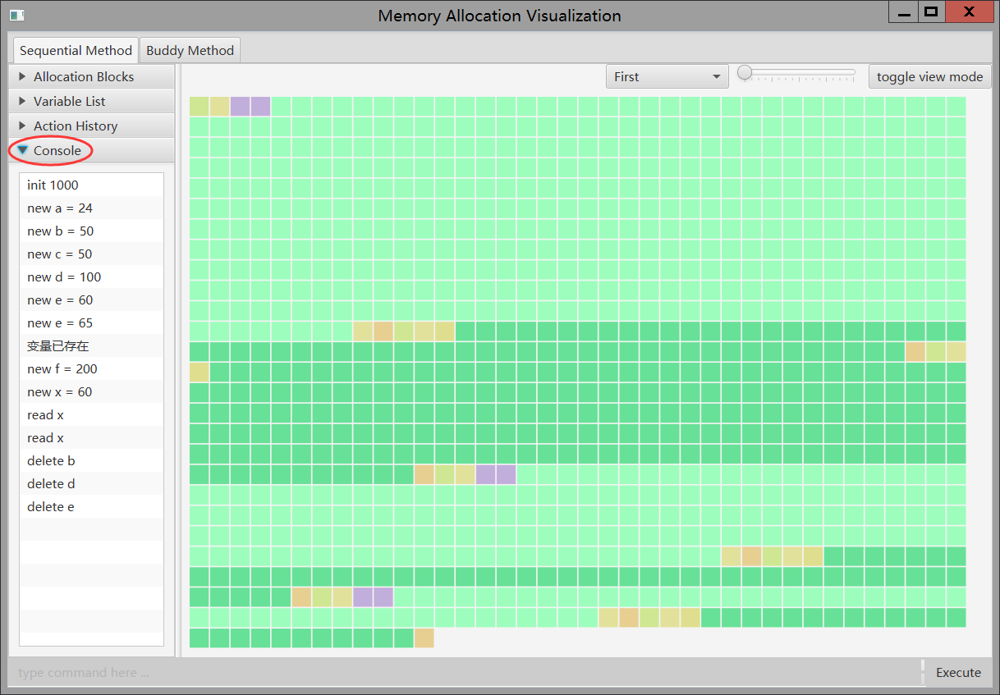 Memory Allocation Visualization
Sequential Method
Buddy Method
Allocation Blocks
Variable List
Action History
Console
init 1000
new a = 24
new b = 50
new c = 50
new d = 100
new e = 60
new e = 65
变量已存在
new f = 200
new x = 60
read x
read x
delete b
delete d
delete e
First
toggle view mode
type command here ...
Execute